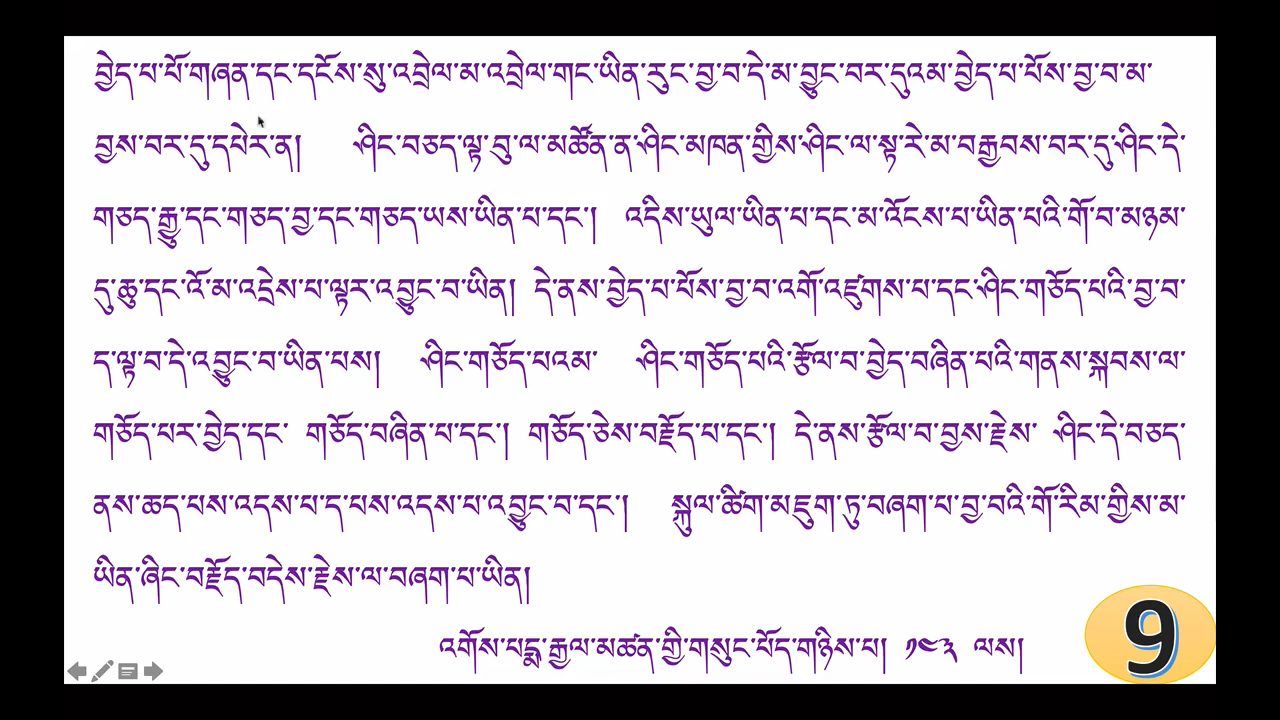 བྱེད་པ་པོ་གཞན་དང་དངོས་སུ་འབྲེལ་མ་འབྲེལ་གང་ཡིན་རུང་བྱ་བ་དེ་མ་བྱུང་བར་དུའམ་བྱེད་པ་པོས་བྱ་བ་མ་
བྱས་བར་དུ་དཔེར་ན། ཤིང་བཅད་ལྟ་བུ་ལ་མཚོན་ན་ཤིང་མཁན་གྱིས་ཤིང་ལ་སྟ་རེ་མ་བརྒྱབས་བར་དུ་ཤིང་དེ་
གཅད་རྒྱུ་དང་གཅད་བྱ་དང་གཅད་ཡས་ཡིན་པ་དང་། འདིས་ཡུལ་ཡིན་པ་དང་མ་འོངས་པ་ཡིན་པའི་གོ་བ་མཉམ་
དུ་ཆུ་དང་འོ་མ་འདྲེས་པ་ལྟར་འབྱུང་བ་ཡིན། དེ་ནས་བྱེད་པ་པོས་བྱ་བ་འགོ་འཛུགས་པ་དང་ཤིང་གཅོད་པའི་བྱ་བ་
ད་ལྟ་བ་དེ་འབྱུང་བ་ཡིན་པས། ཤིང་གཅོད་པའམ་ ཤིང་གཅོད་པའི་རྩོལ་བ་བྱེད་བཞིན་པའི་གནས་སྐབས་ལ་
གཅོད་པར་བྱེད་དང་ གཅོད་བཞིན་པ་དང་། གཅོད་ཅེས་བརྗོད་པ་དང་། དེ་ནས་རྩོལ་བ་བྱས་རྗེས་ ཤིང་དེ་བཅད་
ནས་ཆད་པས་འདས་པ་ད་པས་འདས་པ་འབྱུང་བ་དང་། སྐུལ་ཚིག་མཇུག་ཏུ་བཞག་པ་བྱ་བའི་གོ་རིམ་གྱིས་མ་
ཡིན་ཞིང་བརྗོད་བདེས་རྗེས་ལ་བཞག་པ་ཡིན།
འགོས་པདྨ་རྒྱལ་མཚན་གྱི་གསུང་པོད་གཉིས་པ། ༡༤༣ ལས།
9